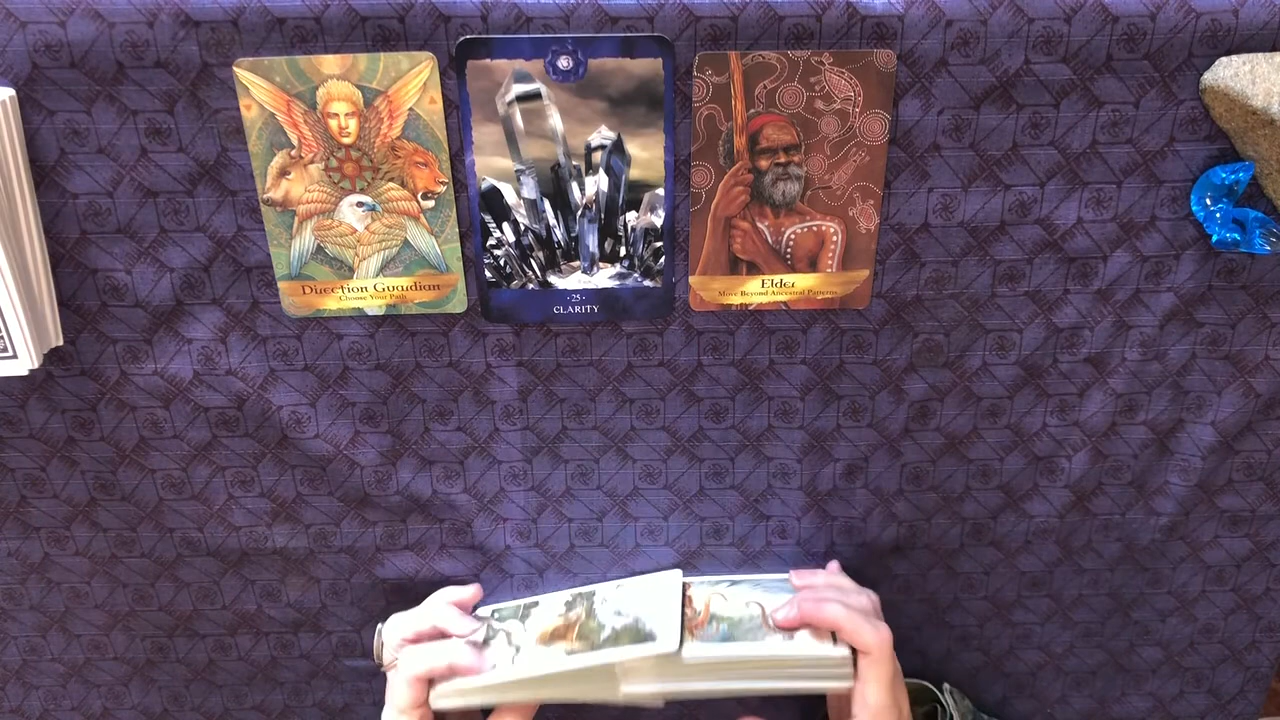 Direction Guardian
Choose Your Path
· 25 ·
CLARITY
Elder
Move Beyond Ancestral Patterns